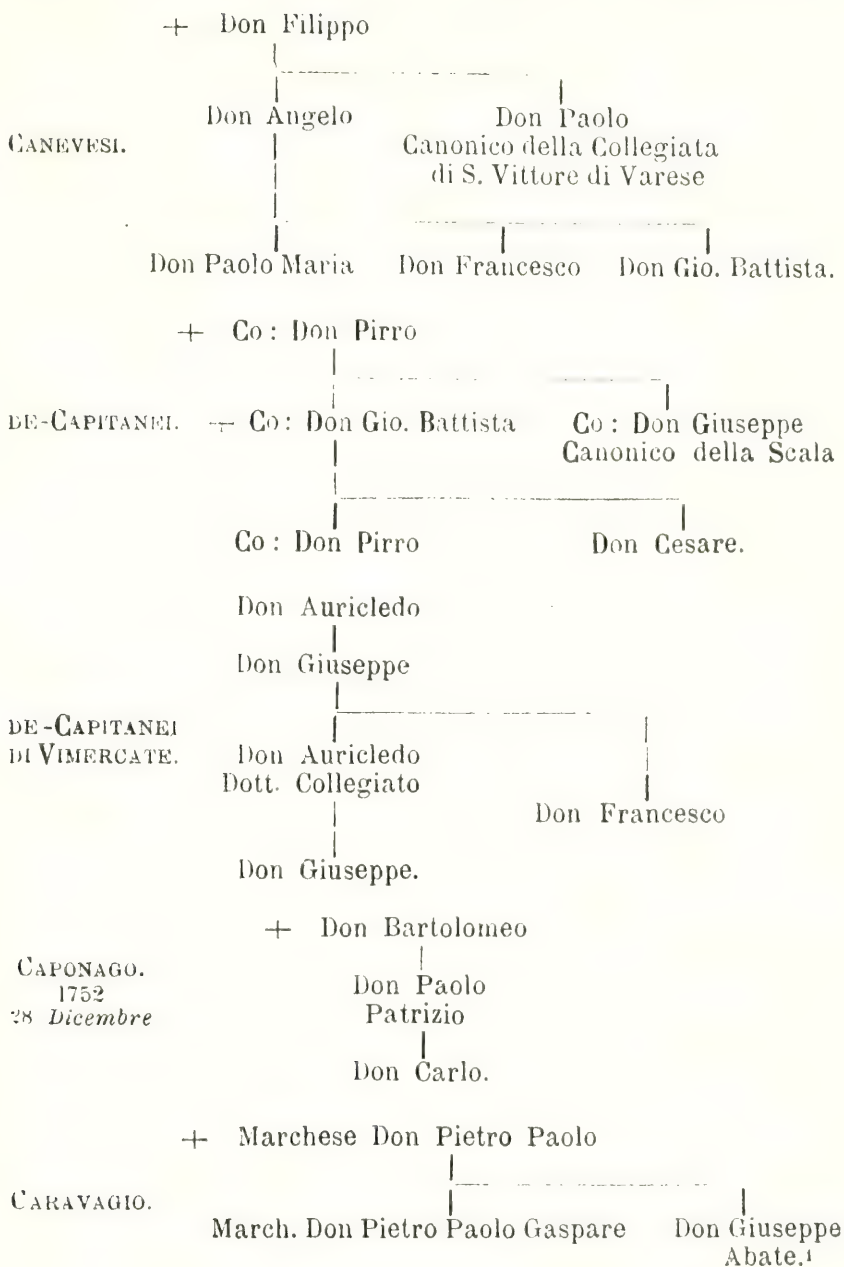 + Don Filippo
Don Angelo Don Paolo
CANEVESI. Canonico della Collegiata
di S. Vittore di Varese
Don Paolo Maria Don Francesco Don Gio. Battista.
+ Co: Don Pirro
DE-CAPITANEI. + Co: Don Gio. Battista Co: Don Giuseppe
Canonico della Scala
Co: Don Pirro Don Cesare.
Don Auricledo
Don Giuseppe
DE-CAPITANEI
DI VIMERCATE. Don Auricledo
Dott. Collegiato
Don Francesco
Don Giuseppe.
+ Don Bartolomeo
CAPONAGO.
1752 Don Paolo
28 Dicembre Patrizio
Don Carlo.
+ Marchese Don Pietro Paolo
CARAVAGIO.
March. Don Pietro Paolo Gaspare Don Giuseppe
Abate.¹